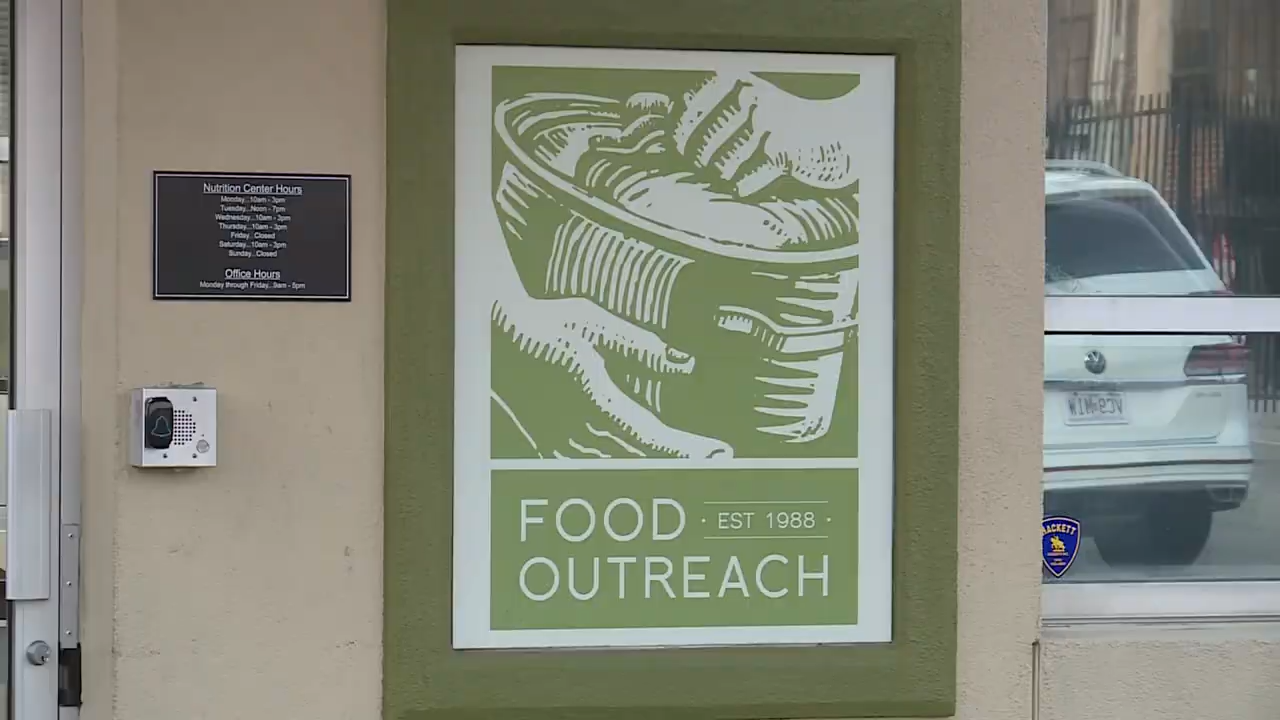 Nutrition Center Hours
Monday...10am - 3pm
Tuesday...Noon - 7pm
Wednesday...10am - 3pm
Thursday...10am - 3pm
Friday...Closed
Saturday...10am - 3pm
Sunday...Closed
Office Hours
Monday through Friday...9am - 5pm
FOOD
· EST 1988 ·
OUTREACH
HACKETT